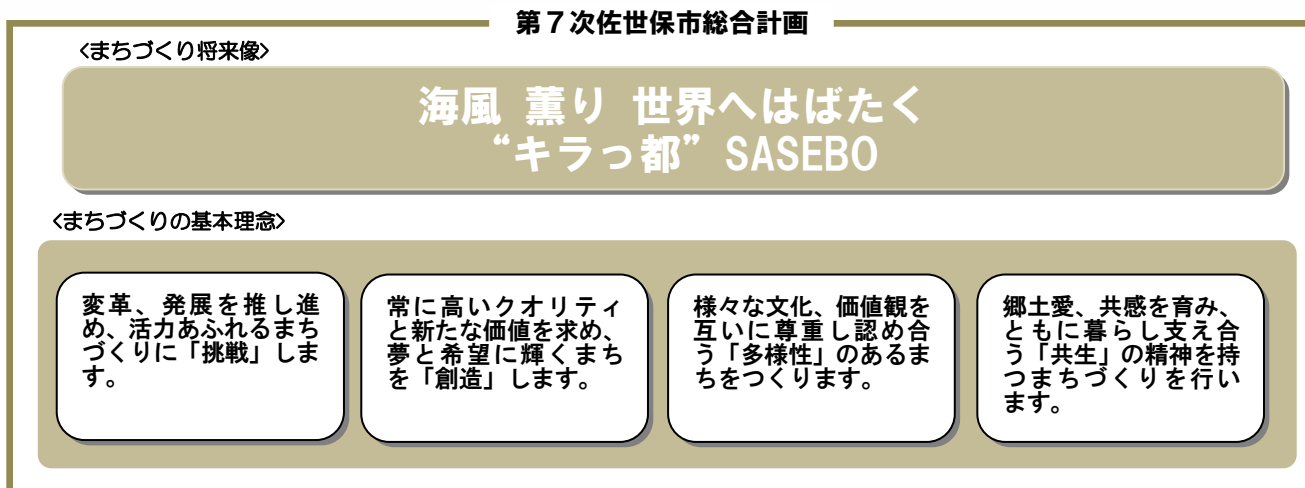 第７次佐世保市総合計画
<まちづくり将来像>
海風 薫り 世界へはばたく
“キラっ都” SASEBO
<まちづくりの基本理念>
変革、発展を推し進
め、活力あふれるまち
づくりに「挑戦」しま
す。
常に高いクオリティ
と新たな価値を求め、
夢と希望に輝くまち
を「創造」します。
様々な文化、価値観を
互いに尊重し認め合
う「多様性」のあるま
ちをつくります。
郷土愛、共感を育み、
ともに暮らし支え合
う「共生」の精神を持
つまちづくりを行い
ます。